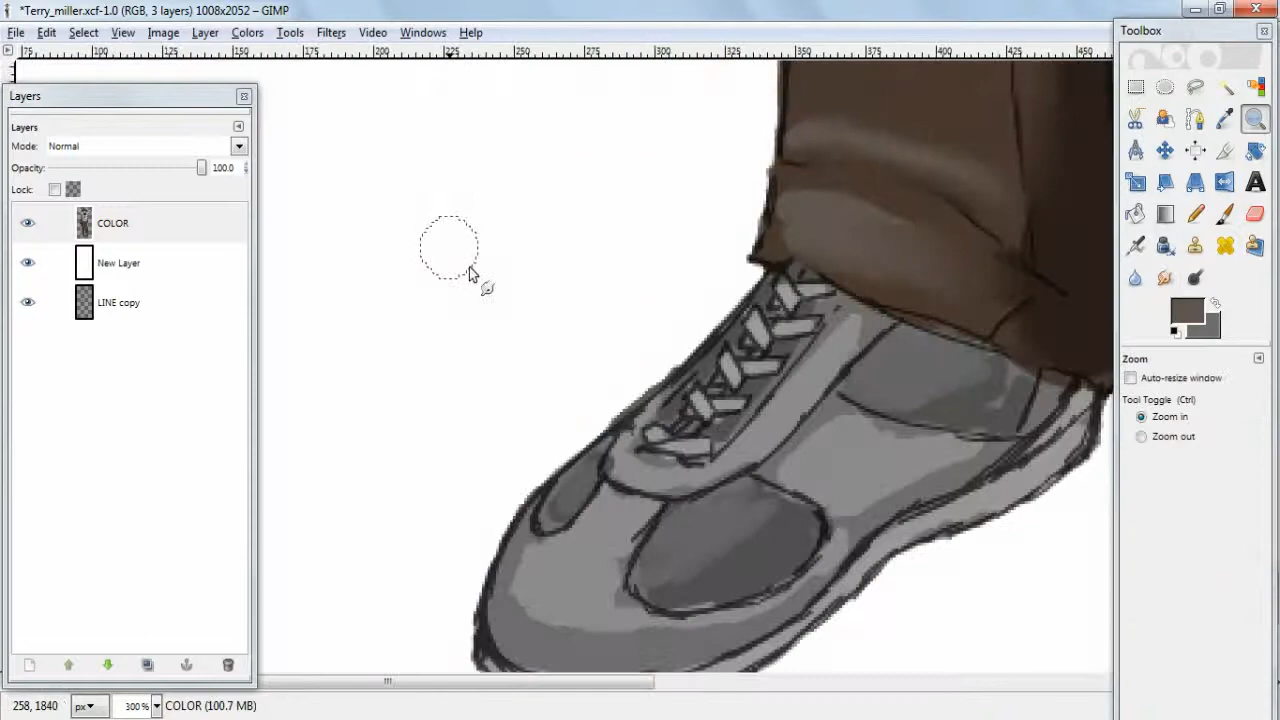 *Terry_miller.xcf-1.0 (RGB, 3 layers) 1008x2052 – GIMP
File Edit Select View Image Layer Colors Tools Filters Video Windows Help
75 100 125 150 175 200 225 250 275 300 325 350 375 400 425 450
Toolbox
Layers
Layers
Mode: Normal
Opacity: 100.0
Lock:
COLOR
New Layer
LINE copy
Zoom
Auto-resize window
Tool Toggle (Ctrl)
Zoom in
Zoom out
258, 1840 px 300% COLOR (100.7 MB)